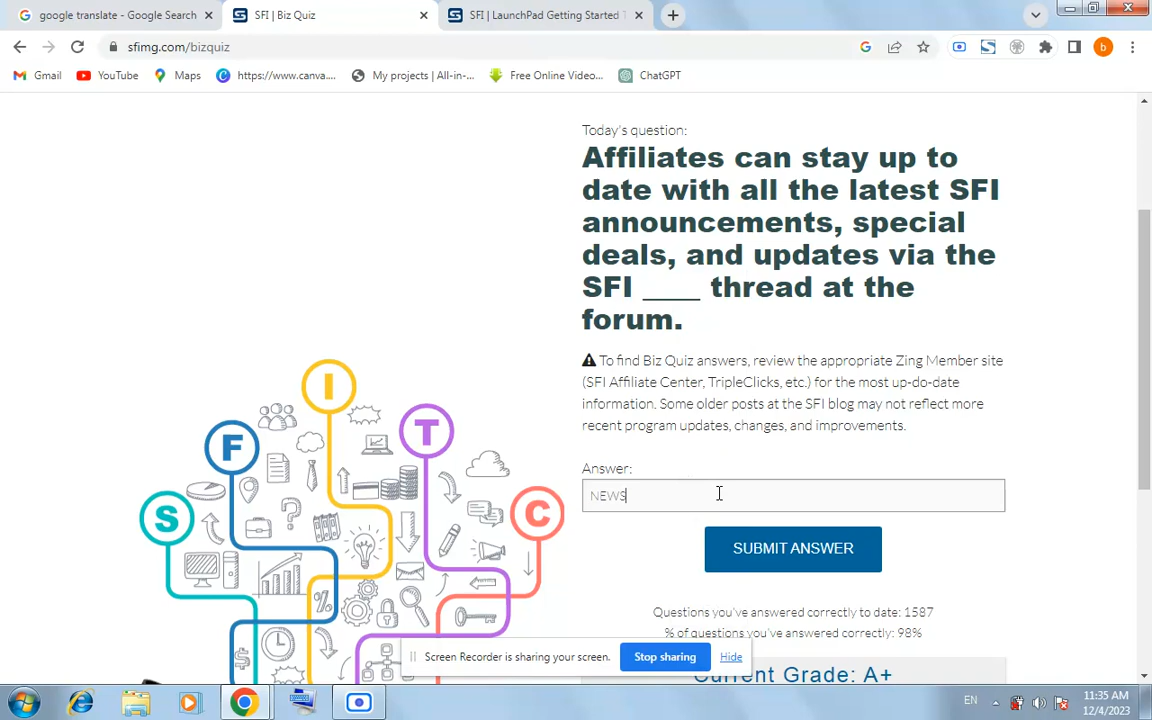 google translate - Google Search
SFI | Biz Quiz
SFI | LaunchPad Getting Started T
sfimg.com/bizquiz
b
Gmail
YouTube
Maps
https://www.canva....
My projects | All-in-...
Free Online Video...
ChatGPT
Today's question:
Affiliates can stay up to
date with all the latest SFI
announcements, special
deals, and updates via the
SFI ____ thread at the
forum.
To find Biz Quiz answers, review the appropriate Zing Member site
(SFI Affiliate Center, TripleClicks, etc.) for the most up-do-date
information. Some older posts at the SFI blog may not reflect more
recent program updates, changes, and improvements.
Answer:
NEWS
SUBMIT ANSWER
Questions you've answered correctly to date: 1587
% of questions you've answered correctly: 98%
Current Grade: A+
S
F
I
T
C
Screen Recorder is sharing your screen.
Stop sharing
Hide
EN
11:35 AM
12/4/2023